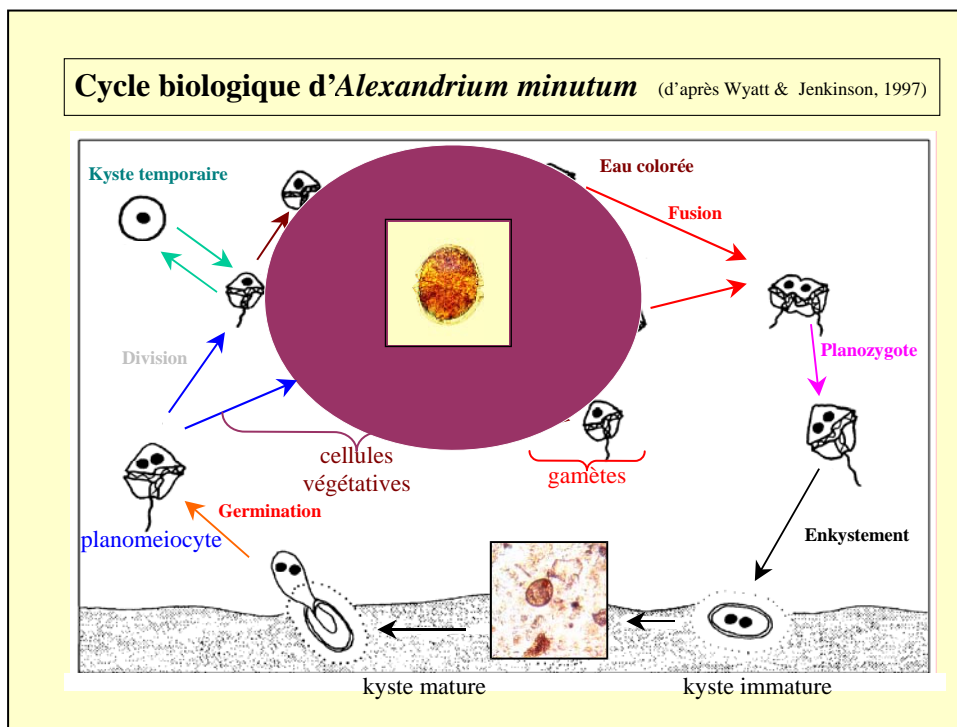 Cycle biologique d'Alexandrium minutum (d'après Wyatt & Jenkinson, 1997)
Kyste temporaire
Eau colorée
Fusion
Division
Planozygote
cellules
végétatives
gamètes
Germination
planomeiocyte
Enkystement
kyste mature
kyste immature